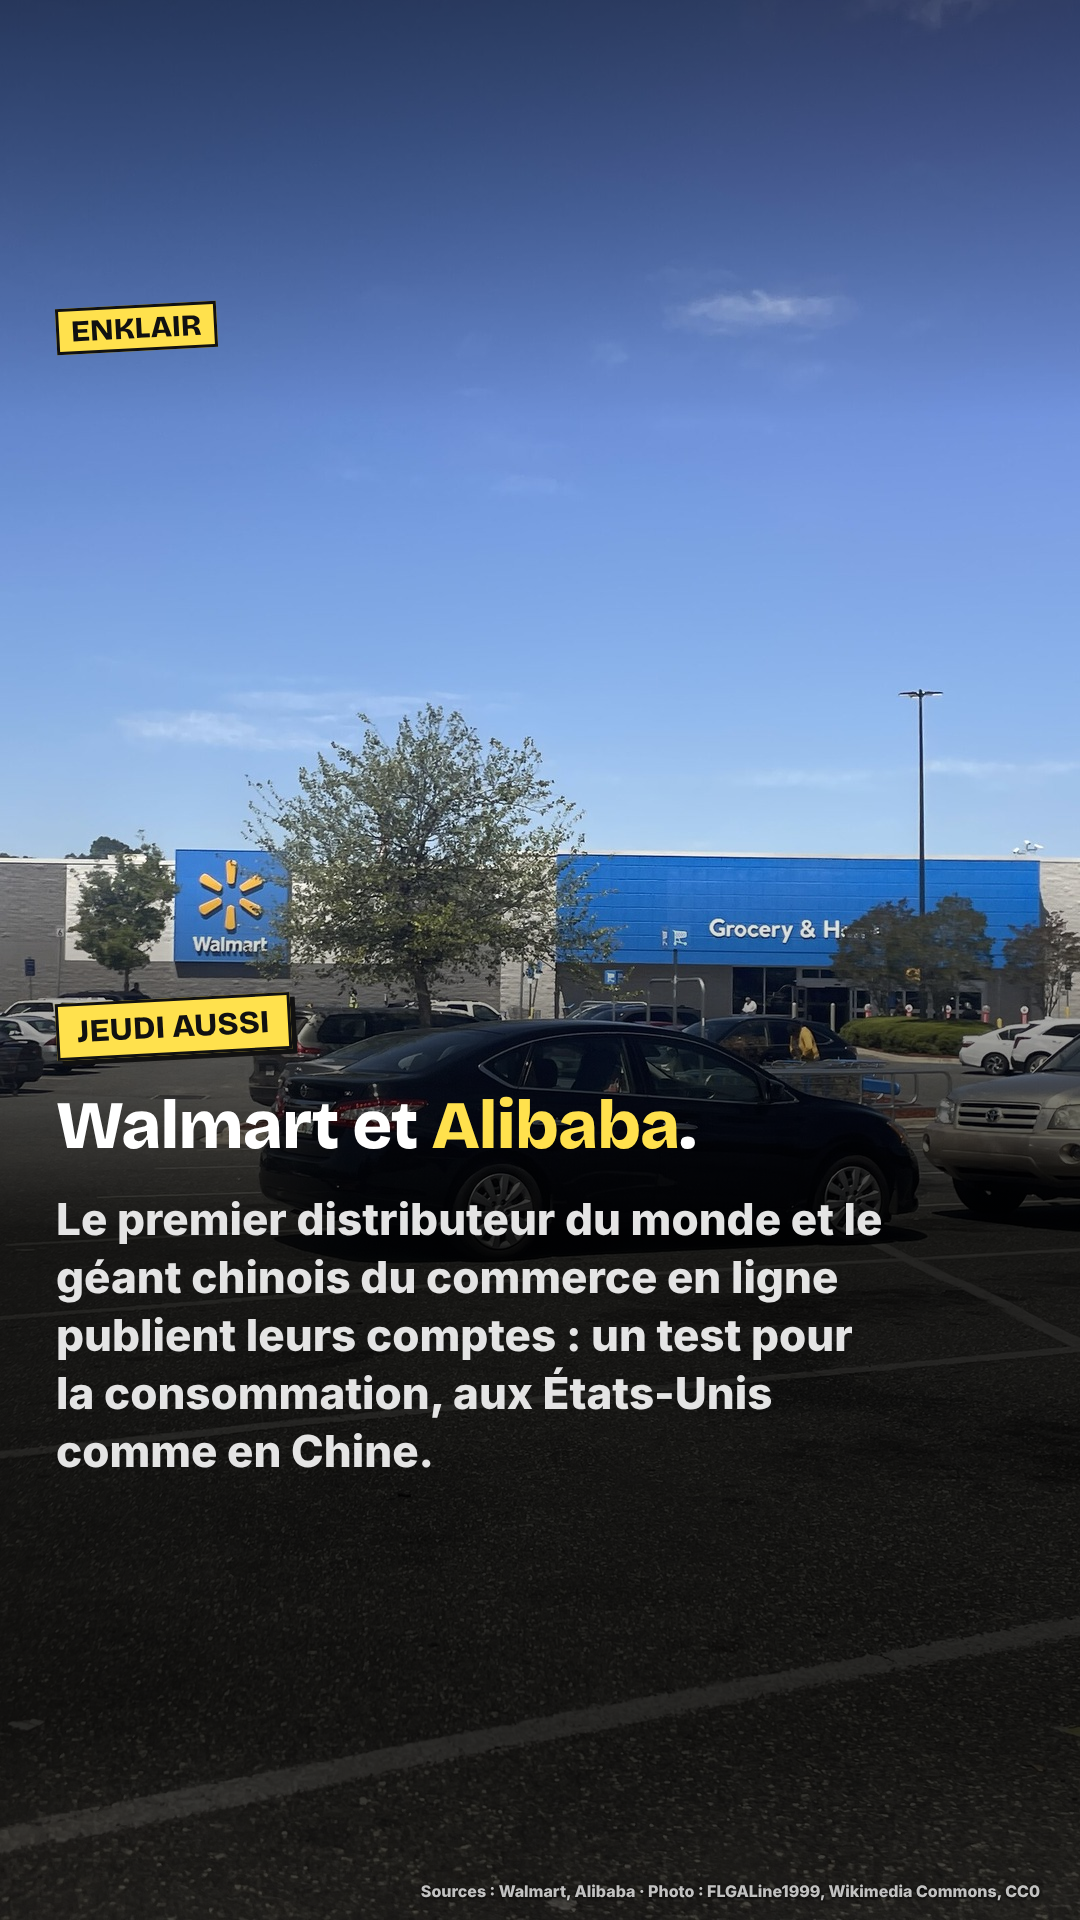 ENKLAIR
Walmart
Grocery &
JEUDI AUSSI
Walmart et Alibaba.
Le premier distributeur du monde et le
géant chinois du commerce en ligne
publient leurs comptes : un test pour
la consommation, aux États-Unis
comme en Chine.
Sources : Walmart, Alibaba · Photo : FLGALine1999, Wikimedia Commons, CC0